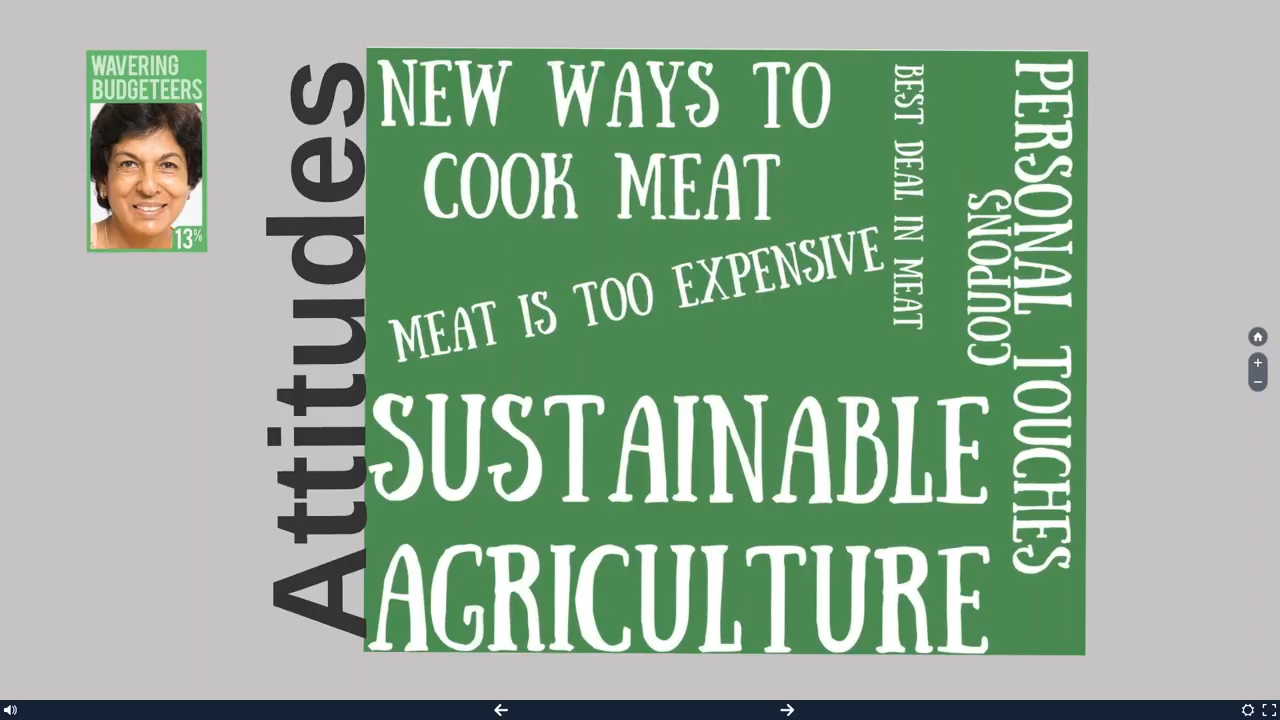 WAVERING
BUDGETEERS
13%
Attitudes
NEW WAYS TO
COOK MEAT
MEAT IS TOO EXPENSIVE
SUSTAINABLE
AGRICULTURE
BEST DEAL IN MEAT
COUPONS
PERSONAL TOUCHES